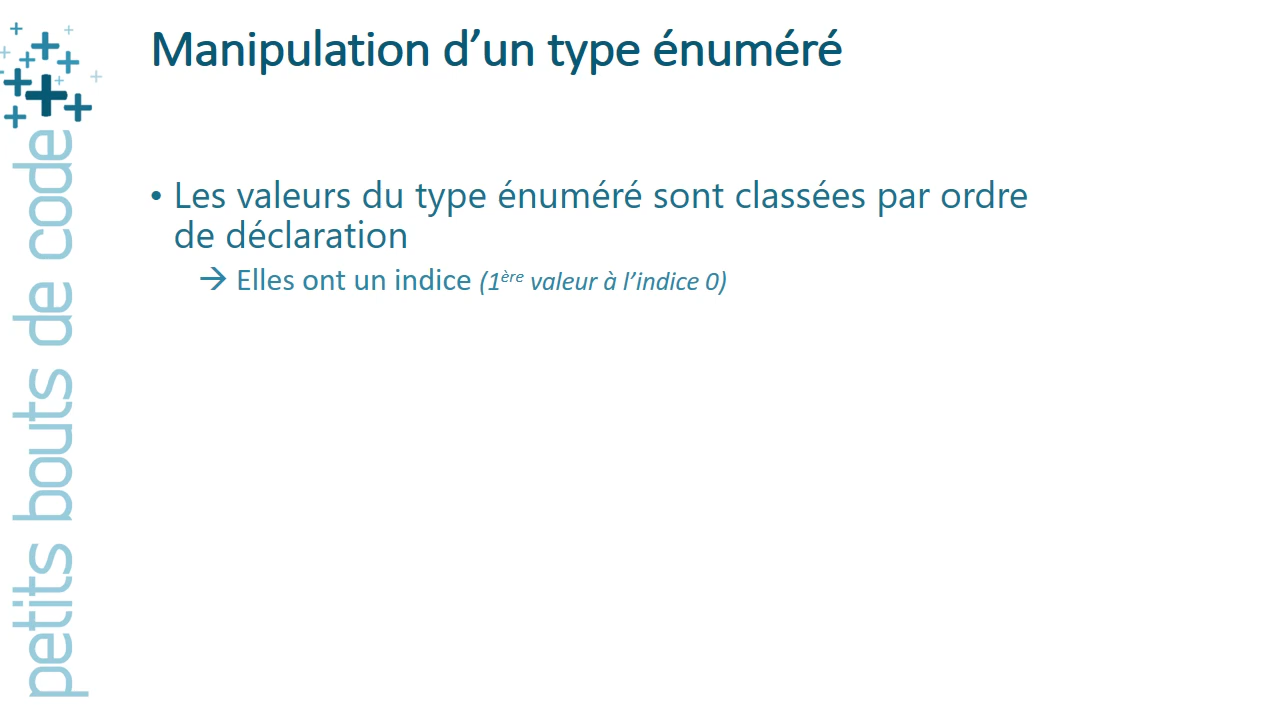 Manipulation d’un type énuméré
• Les valeurs du type énuméré sont classées par ordre
de déclaration
→ Elles ont un indice (1ère valeur à l’indice 0)
petits bouts de code